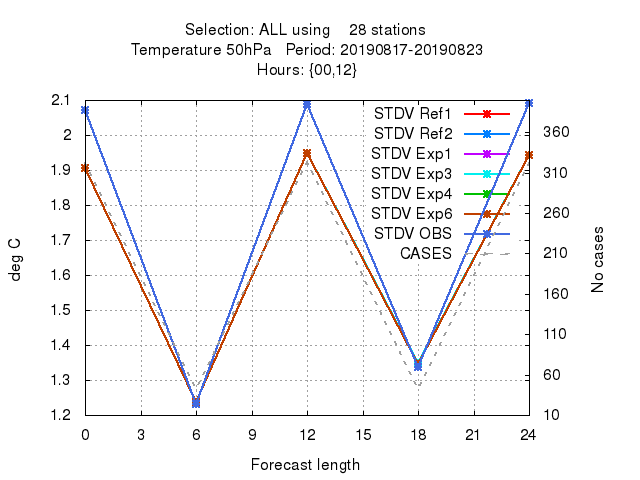 Selection: ALL using    28 stations
Temperature 50hPa   Period: 20190817-20190823
Hours: {00,12}
2.1
2
1.9
1.8
1.7
1.6
1.5
1.4
1.3
1.2
deg C
STDV Ref1
STDV Ref2
STDV Exp1
STDV Exp3
STDV Exp4
STDV Exp6
STDV OBS
CASES
360
310
260
210
160
110
60
10
No cases
0 3 6 9 12 15 18 21 24
Forecast length